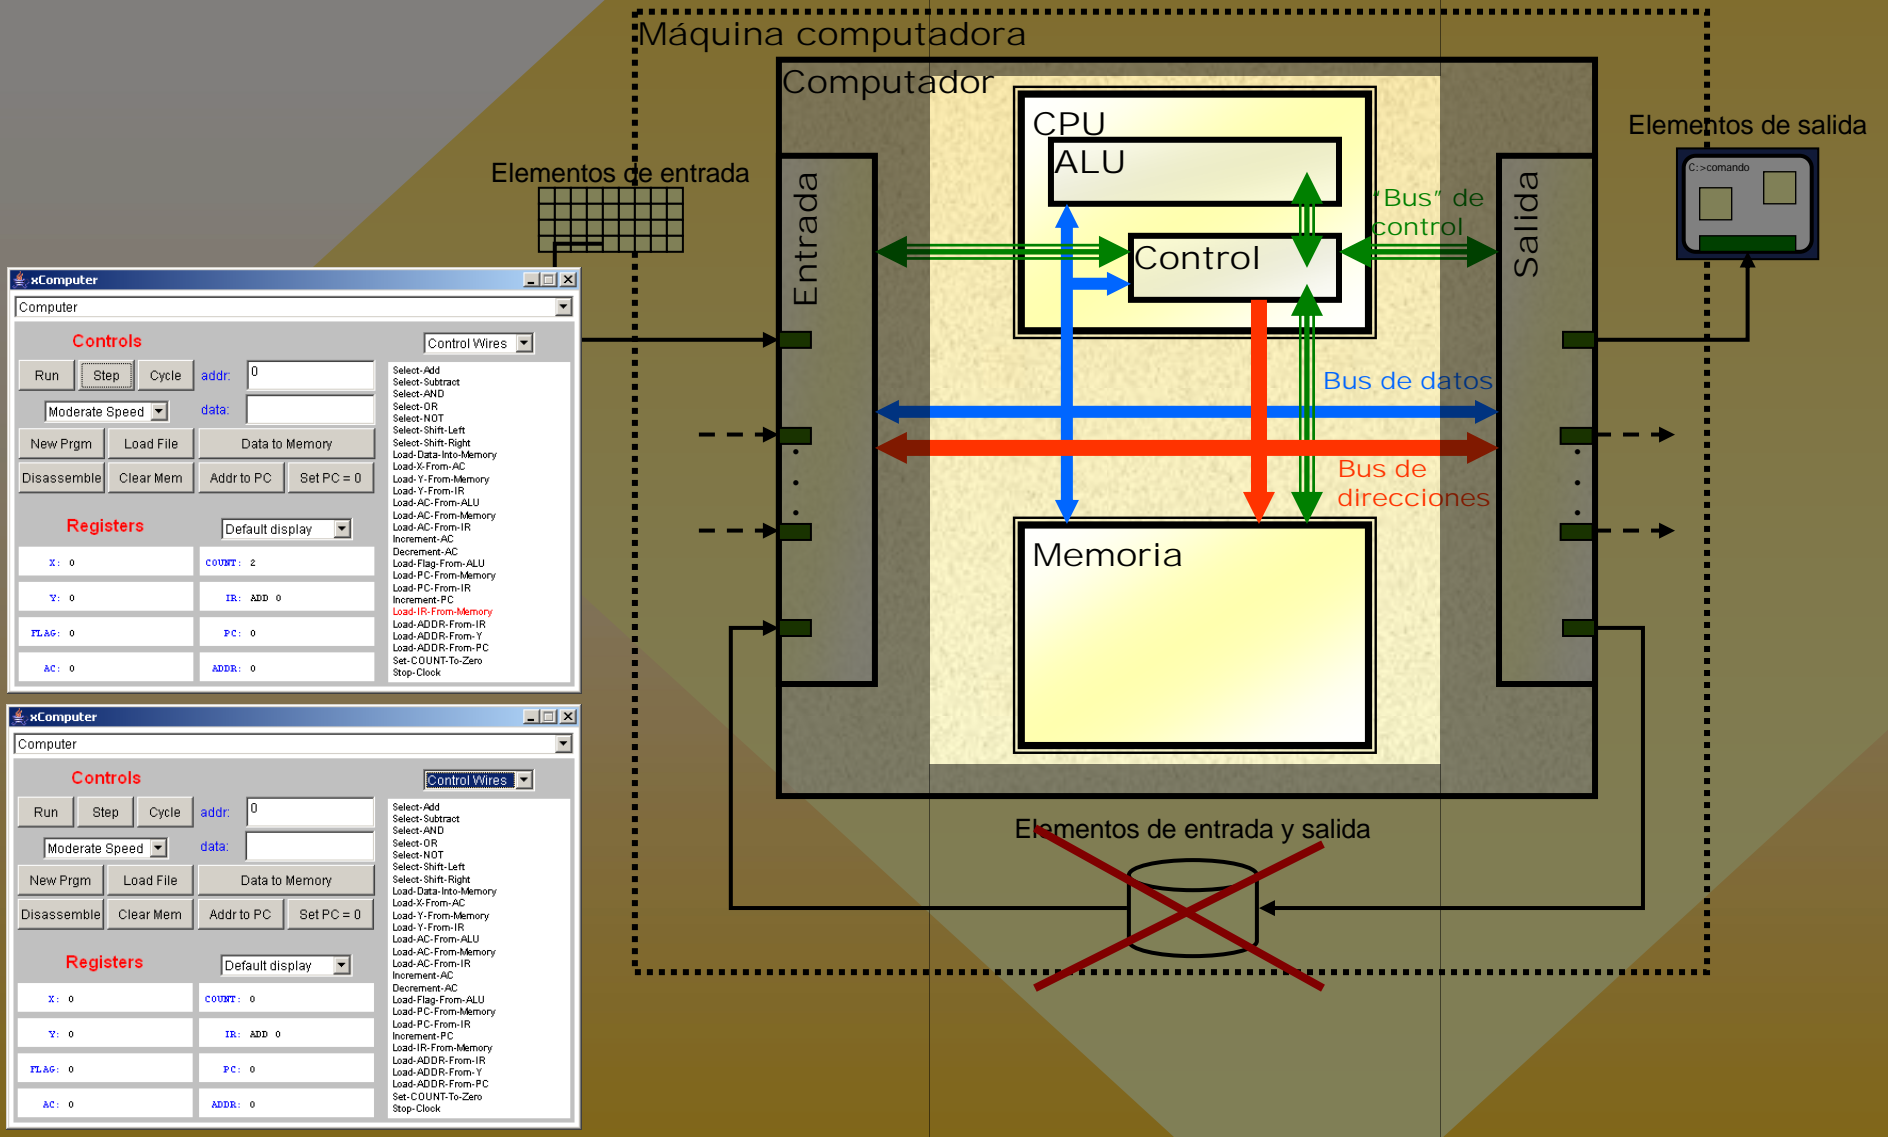 Máquina computadora
Computador
CPU
ALU
Control
Memoria
Entrada
Salida
Elementos de entrada
Elementos de salida
C:>comando
"Bus" de
control
Bus de datos
Bus de
direcciones
Elementos de entrada y salida
xComputer
Computer
Controls
Control Wires
Run
Step
Cycle
addr:
0
Moderate Speed
data:
New Prgm
Load File
Data to Memory
Disassemble
Clear Mem
Addr to PC
Set PC = 0
Registers
Default display
X: 0
COUNT: 2
Y: 0
IR: ADD 0
FLAG: 0
PC: 0
AC: 0
ADDR: 0
Select-Add
Select-Subtract
Select-AND
Select-OR
Select-NOT
Select-Shift-Left
Select-Shift-Right
Load-Data-Into-Memory
Load-X-From-AC
Load-Y-From-Memory
Load-Y-From-IR
Load-AC-From-ALU
Load-AC-From-Memory
Load-AC-From-IR
Increment-AC
Decrement-AC
Load-Flag-From-ALU
Load-PC-From-Memory
Load-PC-From-IR
Increment-PC
Load-IR-From-Memory
Load-ADDR-From-IR
Load-ADDR-From-Y
Load-ADDR-From-PC
Set-COUNT-To-Zero
Stop-Clock
xComputer
Computer
Controls
Control Wires
Run
Step
Cycle
addr:
0
Moderate Speed
data:
New Prgm
Load File
Data to Memory
Disassemble
Clear Mem
Addr to PC
Set PC = 0
Registers
Default display
X: 0
COUNT: 0
Y: 0
IR: ADD 0
FLAG: 0
PC: 0
AC: 0
ADDR: 0
Select-Add
Select-Subtract
Select-AND
Select-OR
Select-NOT
Select-Shift-Left
Select-Shift-Right
Load-Data-Into-Memory
Load-X-From-AC
Load-Y-From-Memory
Load-Y-From-IR
Load-AC-From-ALU
Load-AC-From-Memory
Load-AC-From-IR
Increment-AC
Decrement-AC
Load-Flag-From-ALU
Load-PC-From-Memory
Load-PC-From-IR
Increment-PC
Load-IR-From-Memory
Load-ADDR-From-IR
Load-ADDR-From-Y
Load-ADDR-From-PC
Set-COUNT-To-Zero
Stop-Clock